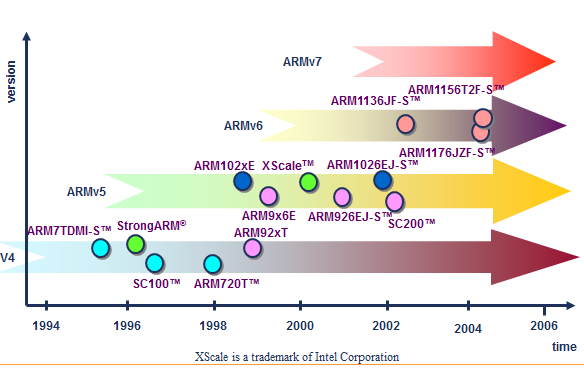 version
ARMv7
ARM1156T2F-S™
ARM1136JF-S™
ARMv6
ARM1176JZF-S™
ARM102xE XScale™ ARM1026EJ-S™
ARMv5
ARM9x6E ARM926EJ-S™
SC200™
ARM7TDMI-S™ StrongARM® ARM92xT
V4
SC100™ ARM720T™
1994 1996 1998 2000 2002 2004 2006
time
XScale is a trademark of Intel Corporation